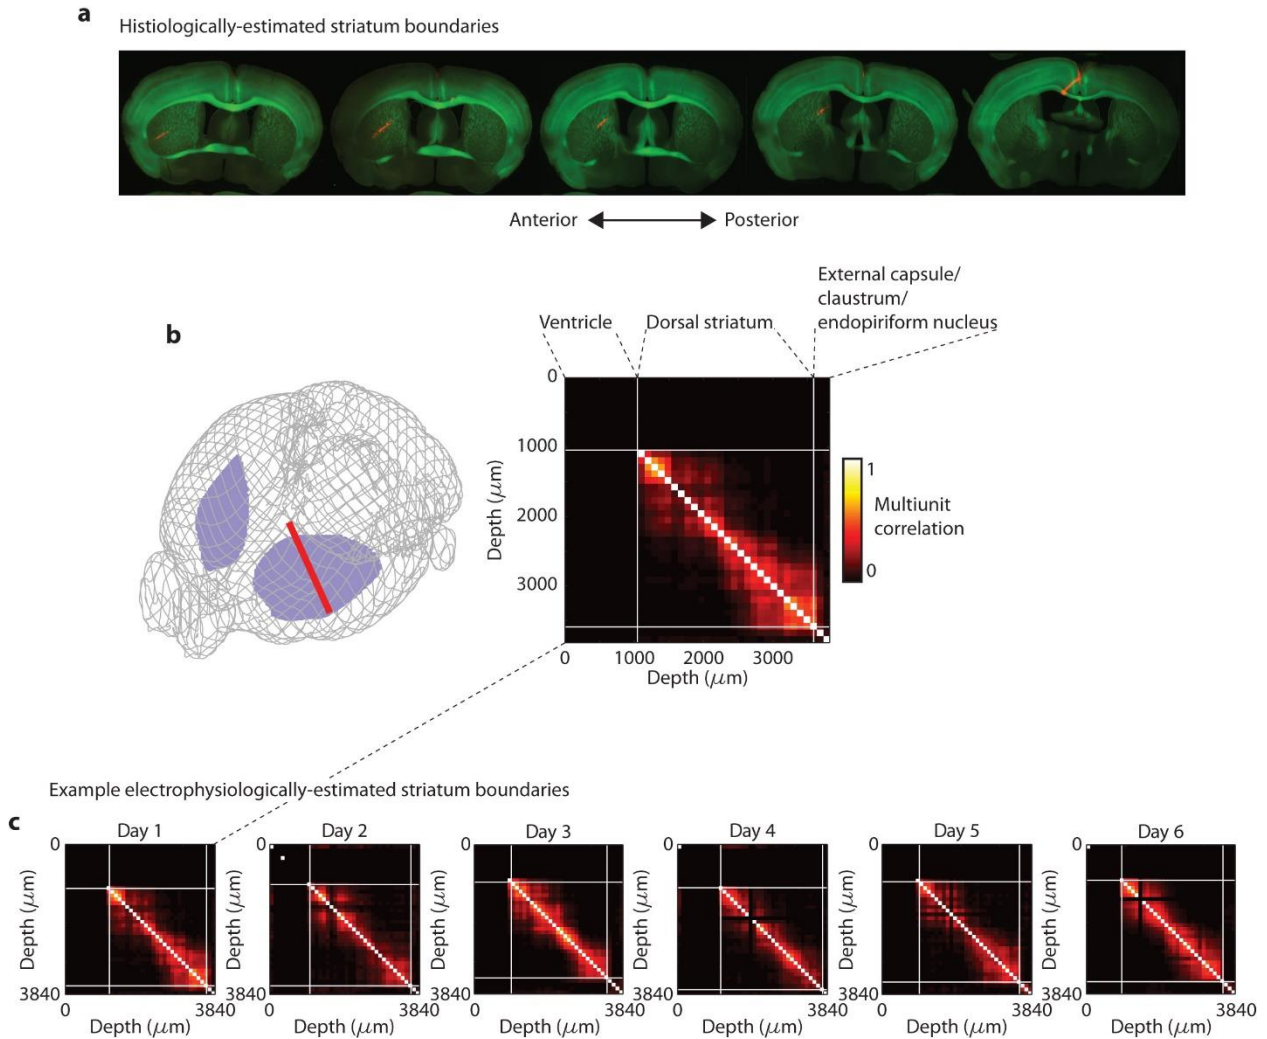 a
Histiologically-estimated striatum boundaries
Anterior
Posterior
b
Ventricle
Dorsal striatum
External capsule/
claustrum/
endopiriform nucleus
0
1000
2000
3000
Depth (μm)
0
1000
2000
3000
Depth (μm)
1
Multiunit
correlation
0
Example electrophysiologically-estimated striatum boundaries
c
Day 1
0
Depth (μm)
3840
0
3840
Depth (μm)
Day 2
0
Depth (μm)
3840
0
3840
Depth (μm)
Day 3
0
Depth (μm)
3840
0
3840
Depth (μm)
Day 4
0
Depth (μm)
3840
0
3840
Depth (μm)
Day 5
0
Depth (μm)
3840
0
3840
Depth (μm)
Day 6
0
Depth (μm)
3840
0
3840
Depth (μm)